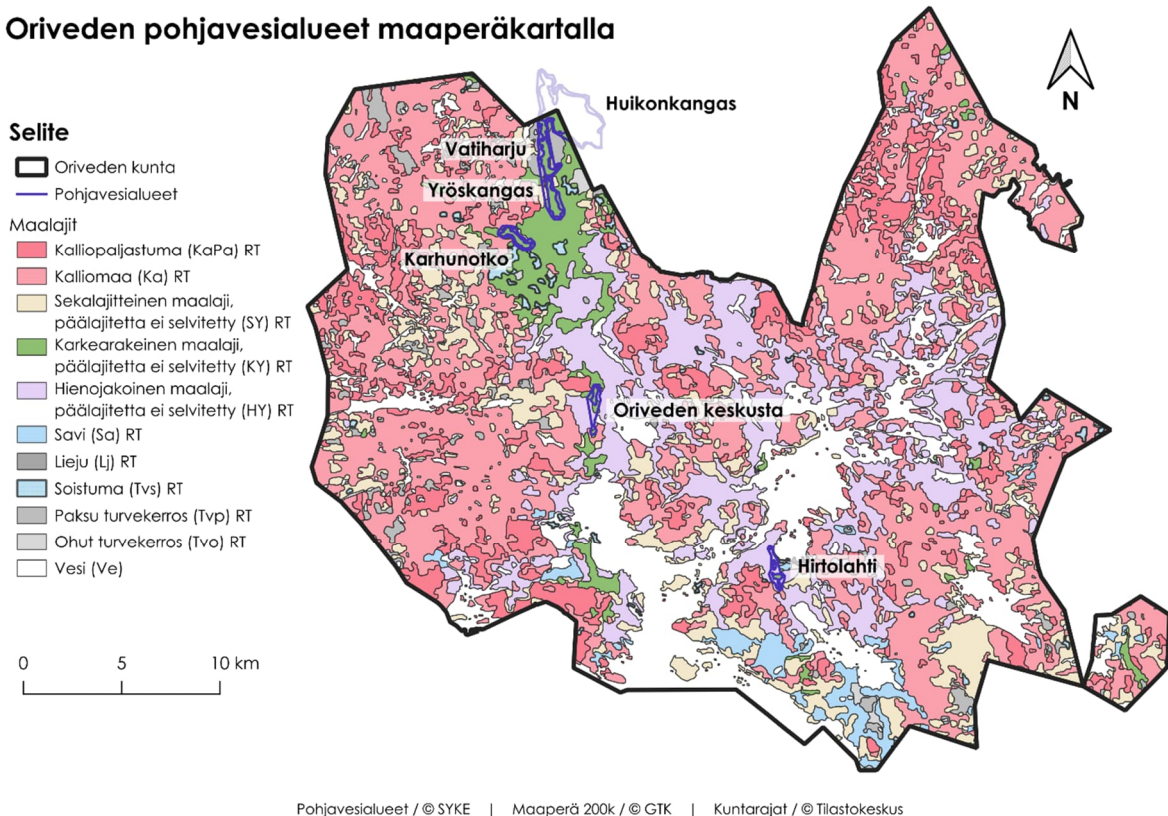 Oriveden pohjavesialueet maaperäkartalla
N
Huikonkangas
Vatiharju
Yröskangas
Karhunotko
Oriveden keskusta
Hirtolahti
Selite
Oriveden kunta
Pohjavesialueet
Maalajit
Kalliopaljastuma (KaPa) RT
Kalliomaa (Ka) RT
Sekalajitteinen maalaji,
päälajitetta ei selvitetty (SY) RT
Karkearakeinen maalaji,
päälajitetta ei selvitetty (KY) RT
Hienojakoinen maalaji,
päälajitetta ei selvitetty (HY) RT
Savi (Sa) RT
Lieju (Lj) RT
Soistuma (Tvs) RT
Paksu turvekerros (Tvp) RT
Ohut turvekerros (Tvo) RT
Vesi (Ve)
0 5 10 km
Pohjavesialueet / © SYKE | Maaperä 200k / © GTK | Kuntarajat / © Tilastokeskus